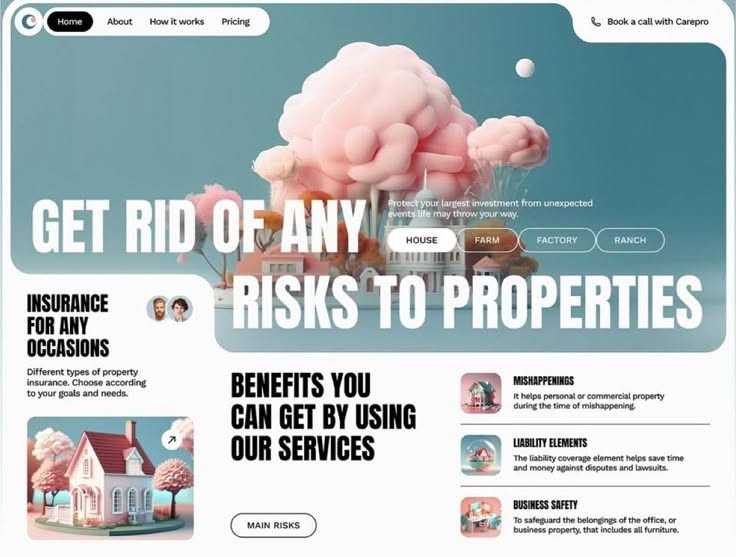 Home
About
How it works
Pricing
Book a call with Carepro
GET RID OF ANY
Protect your largest investment from unexpected
events life may throw your way.
HOUSE
FARM
FACTORY
RANCH
RISKS TO PROPERTIES
INSURANCE
FOR ANY
OCCASIONS
Different types of property
insurance. Choose according
to your goals and needs.
BENEFITS YOU
CAN GET BY USING
OUR SERVICES
MAIN RISKS
MISHAPPENINGS
It helps personal or commercial property
during the time of mishappening.
LIABILITY ELEMENTS
The liability coverage element helps save time
and money against disputes and lawsuits.
BUSINESS SAFETY
To safeguard the belongings of the office, or
business property, that includes all furniture.